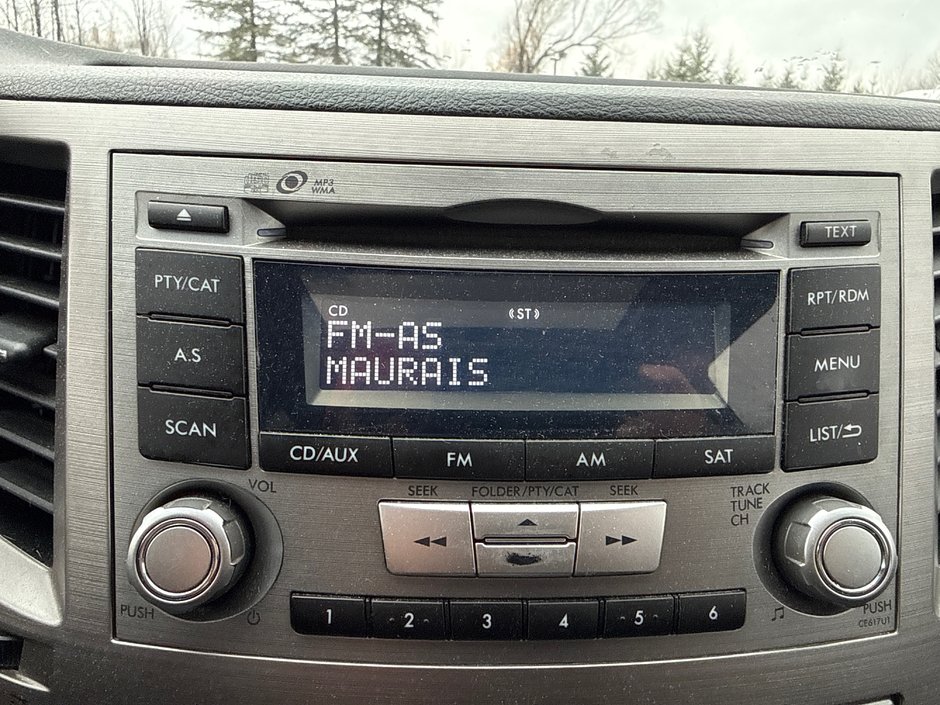 MP3
WMA
TEXT
PTY/CAT
RPT/RDM
CD
((ST))
FM-AS
A.S
MENU
MAURAIS
SCAN
LIST/
CD/AUX
FM
AM
SAT
VOL
SEEK
FOLDER/PTY/CAT
SEEK
TRACK
TUNE
CH
PUSH
1
2
3
4
5
6
PUSH
CE617U1